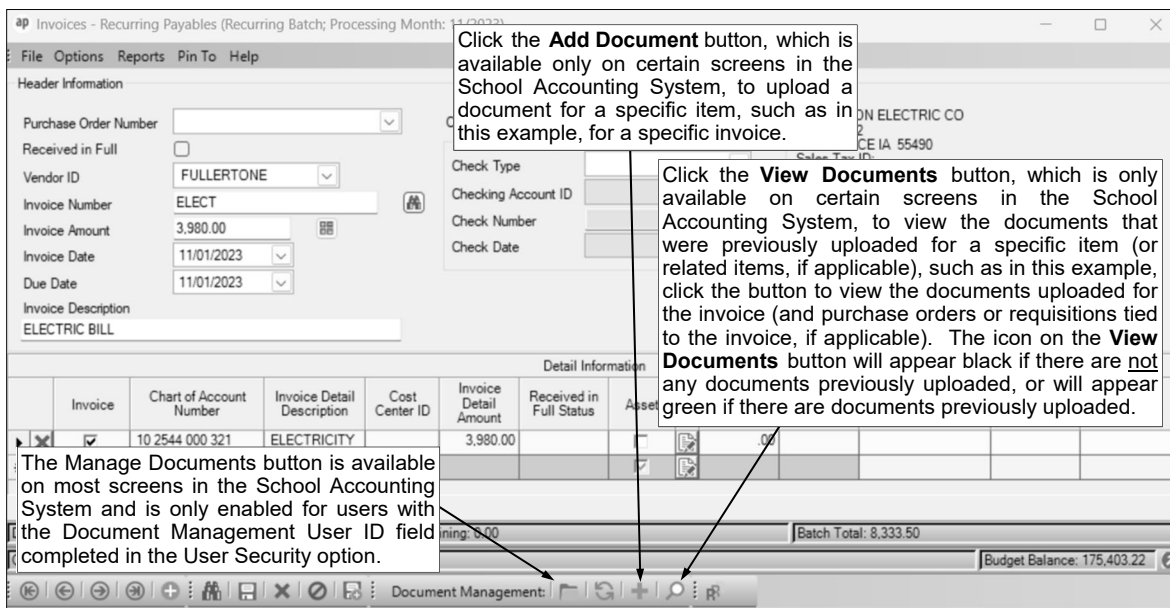 ap Invoices - Recurring Payables (Recurring Batch; Processing Month: 11/2023)
File Options Reports Pin To Help
Header Information
Purchase Order Number
Received in Full
Vendor ID FULLERTONE
Invoice Number ELECT
Invoice Amount 3,980.00
Invoice Date 11/01/2023
Due Date 11/01/2023
Invoice Description
ELECTRIC BILL
Check Type
Checking Account ID
Check Number
Check Date
ON ELECTRIC CO
CE IA 55490
Sales Tax ID:
Click the Add Document button, which is
available only on certain screens in the
School Accounting System, to upload a
document for a specific item, such as in
this example, for a specific invoice.
Click the View Documents button, which is only
available on certain screens in the School
Accounting System, to view the documents that
were previously uploaded for a specific item (or
related items, if applicable), such as in this example,
click the button to view the documents uploaded for
the invoice (and purchase orders or requisitions tied
to the invoice, if applicable). The icon on the View
Documents button will appear black if there are not
any documents previously uploaded, or will appear
green if there are documents previously uploaded.
Detail Information
Invoice
Chart of Account
Number
Invoice Detail
Description
Cost
Center ID
Invoice
Detail
Amount
Received in
Full Status
Asset
10 2544 000 321 ELECTRICITY 3,980.00 .00
The Manage Documents button is available
on most screens in the School Accounting
System and is only enabled for users with
the Document Management User ID field
completed in the User Security option.
ning: 0.00
Batch Total: 8,333.50
Budget Balance: 175,403.22
Document Management: